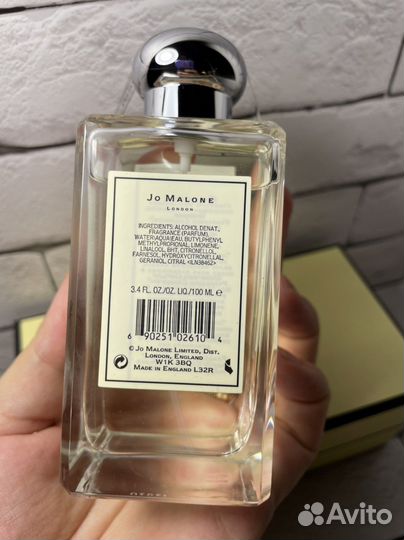 Jo Malone
London
INGREDIENTS: ALCOHOL DENAT.,
FRAGRANCE (PARFUM),
WATER\AQUA\EAU, BUTYLPHENYL
METHYLPROPIONAL, LIMONENE,
LINALOOL, BHT, CITRONELLOL,
FARNESOL, HYDROXYCITRONELLAL,
GERANIOL, CITRAL <ILN38462>
3.4 FL. OZ./OZ. LIQ./100 ML ℮
6 90251 02610 4
© Jo Malone Limited, Dist.
London, England
W1K 3BQ
Made in England L32R
Avito